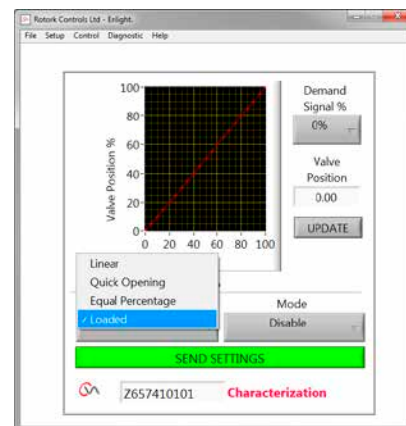 Rotork Controls Ltd - Enlight.
File Setup Control Diagnostic Help
100
80
60
40
20
0
Valve Position %
0 20 40 60 80 100
Demand
Signal %
0%
Valve
Position
0.00
UPDATE
Linear
Quick Opening
Equal Percentage
✓ Loaded
Mode
Disable
SEND SETTINGS
Z657410101
Characterization